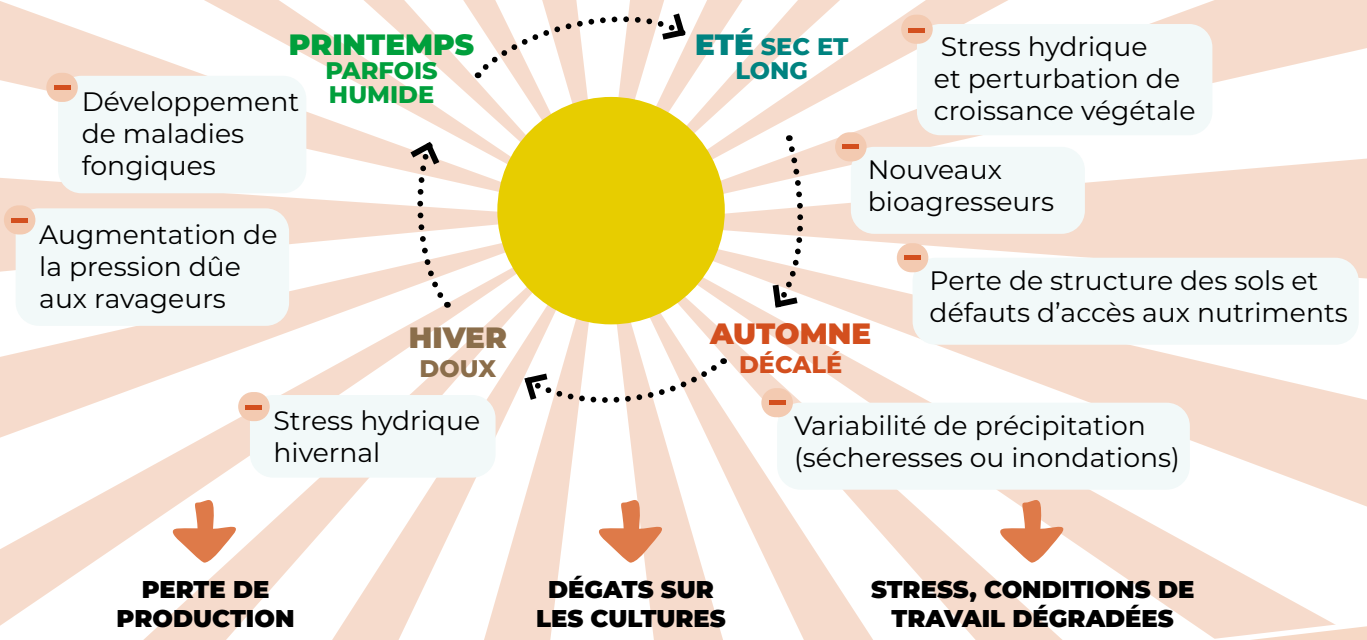 PRINTEMPS
PARFOIS
HUMIDE
ETÉ SEC ET
LONG
Stress hydrique
et perturbation de
croissance végétale
Développement
de maladies
fongiques
Nouveaux
bioagresseurs
Augmentation de
la pression dûe
aux ravageurs
Perte de structure des sols et
défauts d'accès aux nutriments
HIVER
DOUX
AUTOMNE
DÉCALÉ
Stress hydrique
hivernal
Variabilité de précipitation
(sécheresses ou inondations)
PERTE DE
PRODUCTION
DÉGATS SUR
LES CULTURES
STRESS, CONDITIONS DE
TRAVAIL DÉGRADÉES